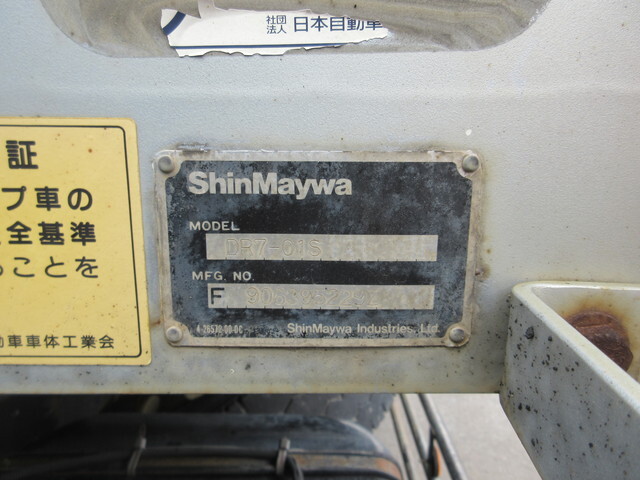 社団
法人 日本自動車
証
プ車の
全基準
ことを
動車車体工業会
ShinMaywa
MODEL
DR7-01S
MFG. NO.
F
ShinMaywa Industries, Ltd.